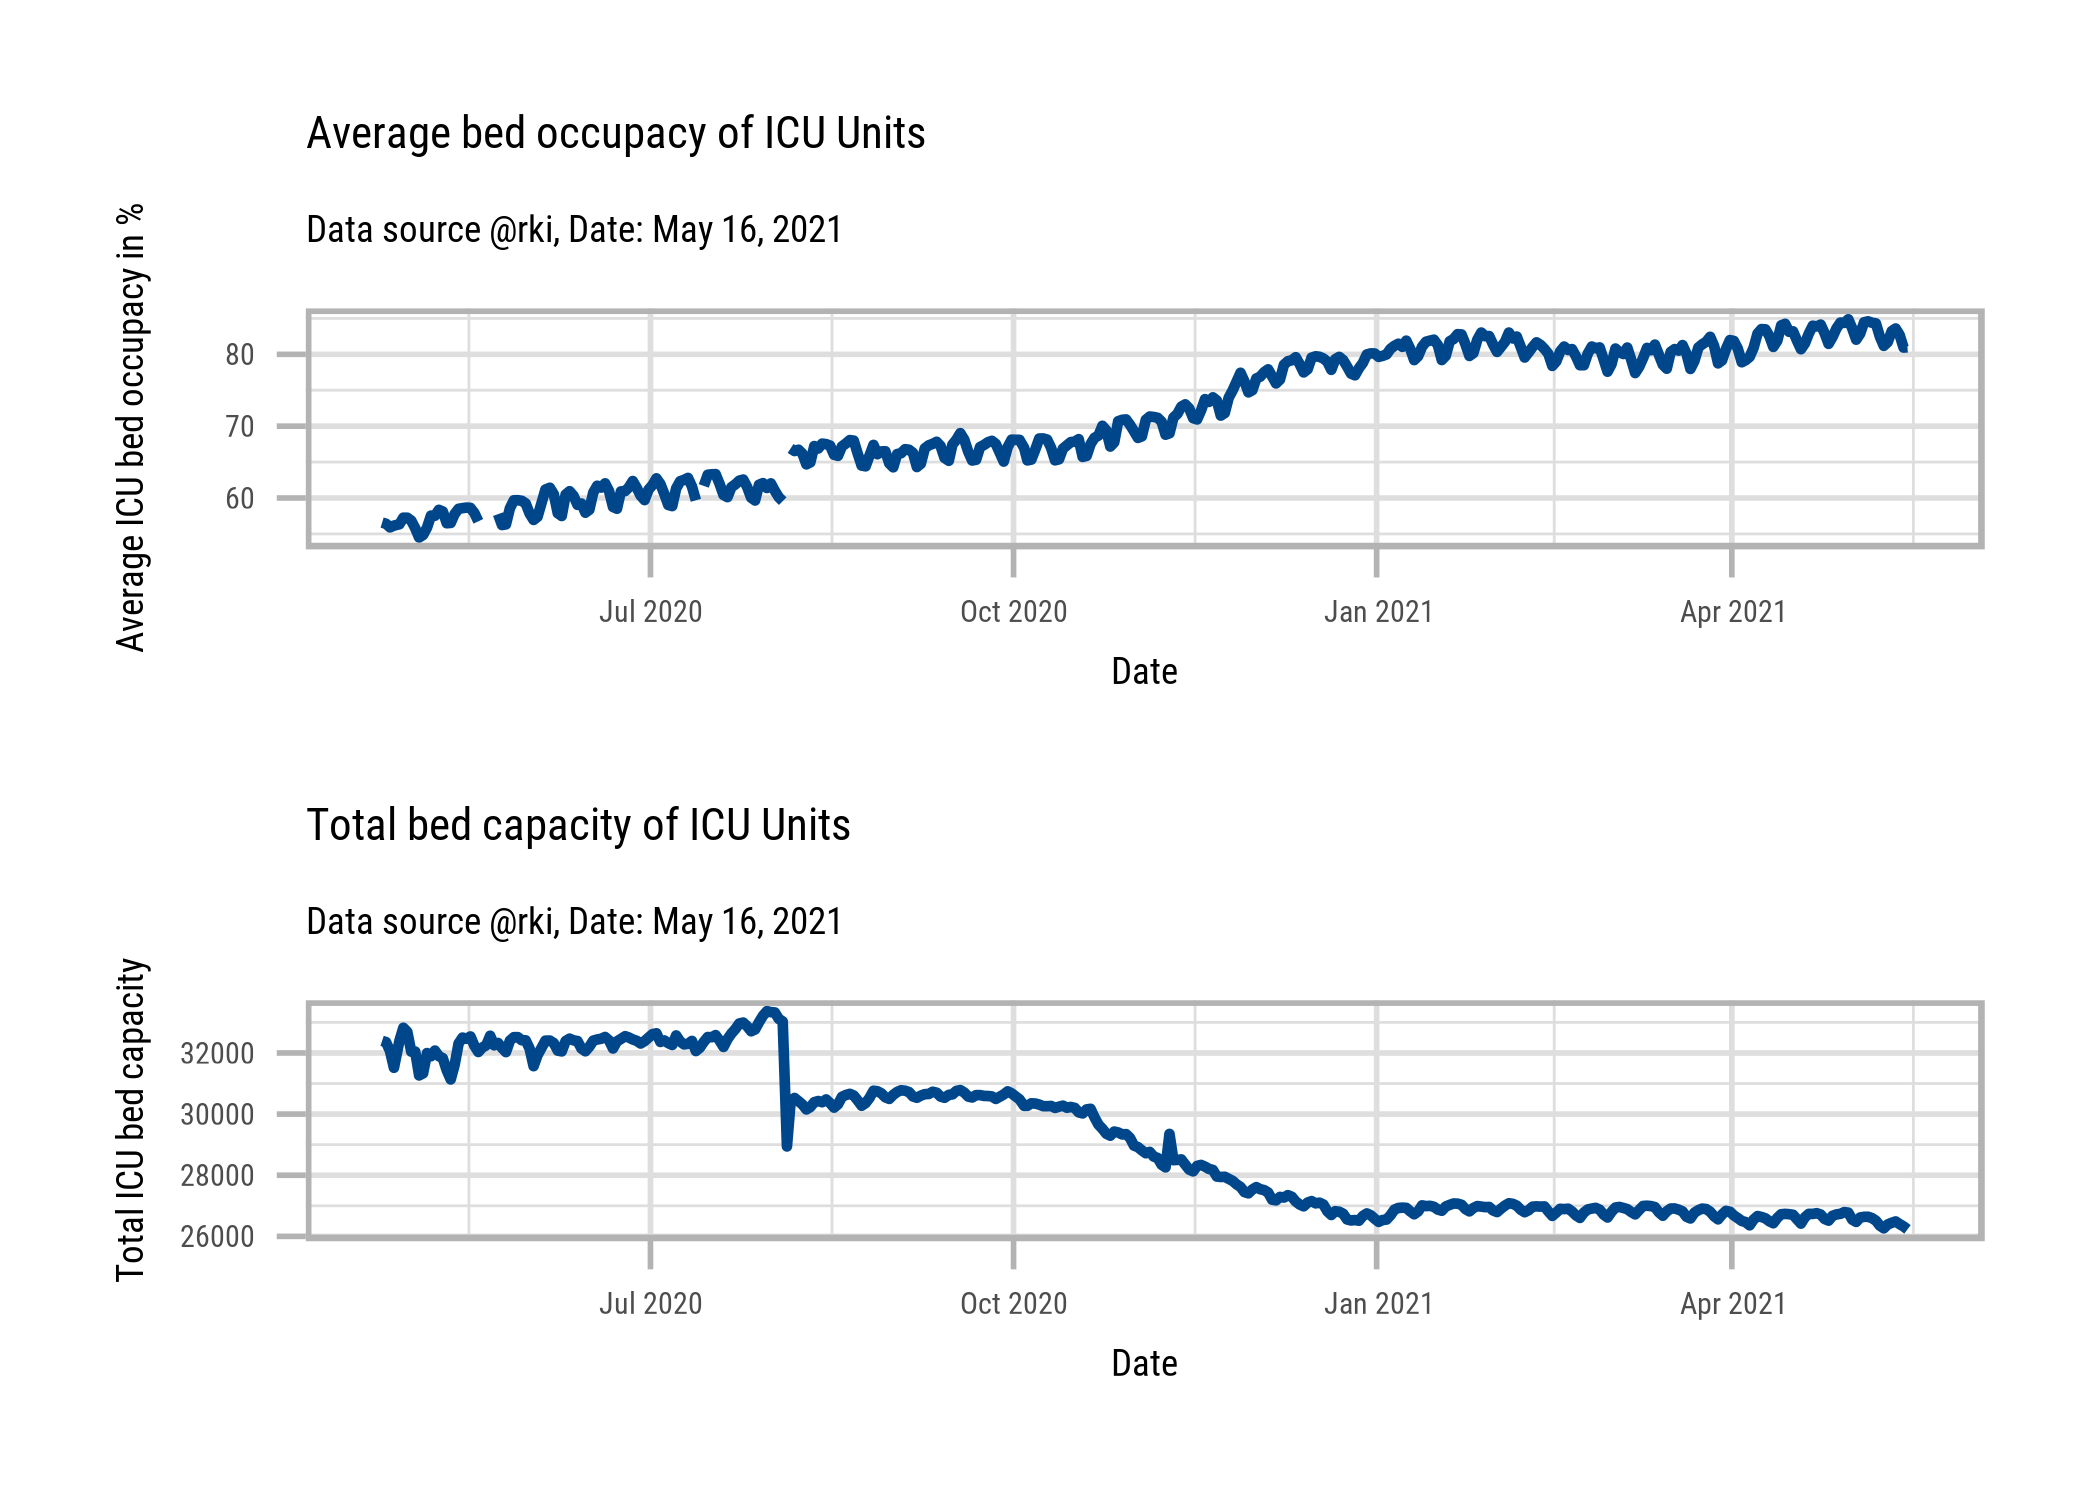 Average bed occupacy of ICU Units
Data source @rki, Date: May 16, 2021
Average ICU bed occupacy in %
80
70
60
Jul 2020 Oct 2020 Jan 2021 Apr 2021
Date
Total bed capacity of ICU Units
Data source @rki, Date: May 16, 2021
Total ICU bed capacity
32000
30000
28000
26000
Jul 2020 Oct 2020 Jan 2021 Apr 2021
Date